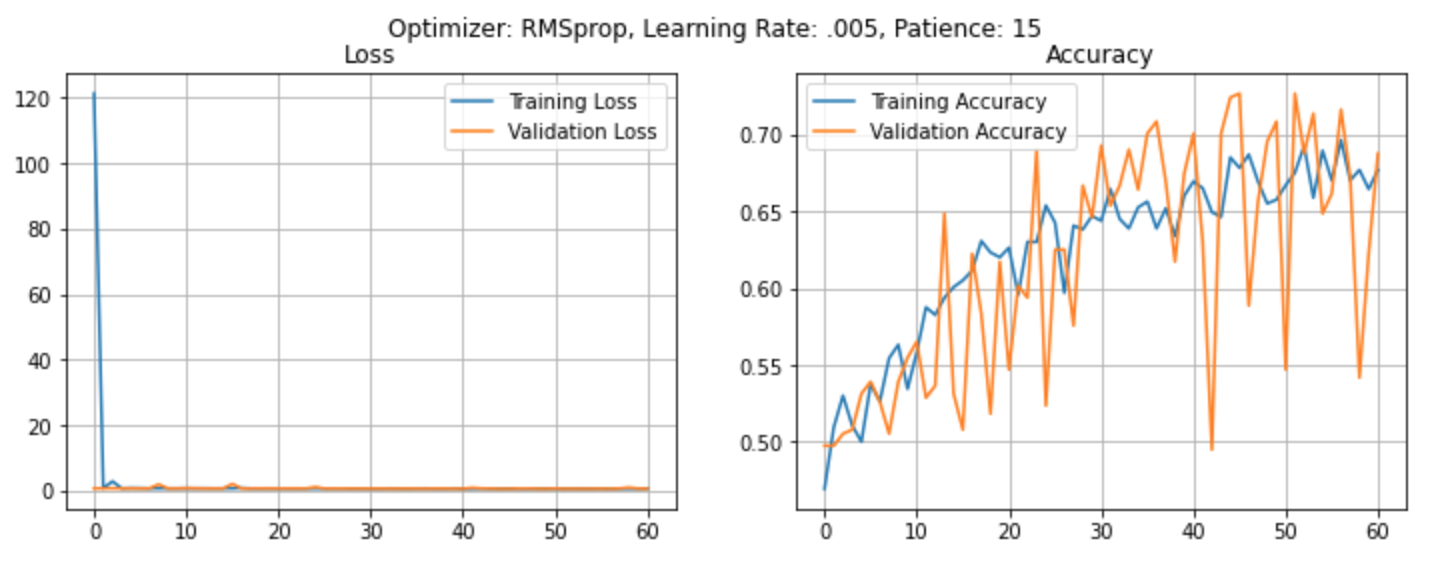 Optimizer: RMSprop, Learning Rate: .005, Patience: 15
Loss
Training Loss
Validation Loss
120
100
80
60
40
20
0
0 10 20 30 40 50 60
Accuracy
Training Accuracy
Validation Accuracy
0.70
0.65
0.60
0.55
0.50
0 10 20 30 40 50 60